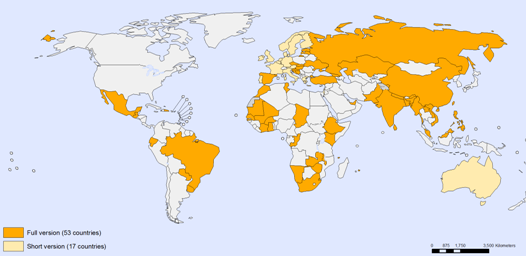 Full version (53 countries)
Short version (17 countries)
0 875 1,750 3,500 Kilometers